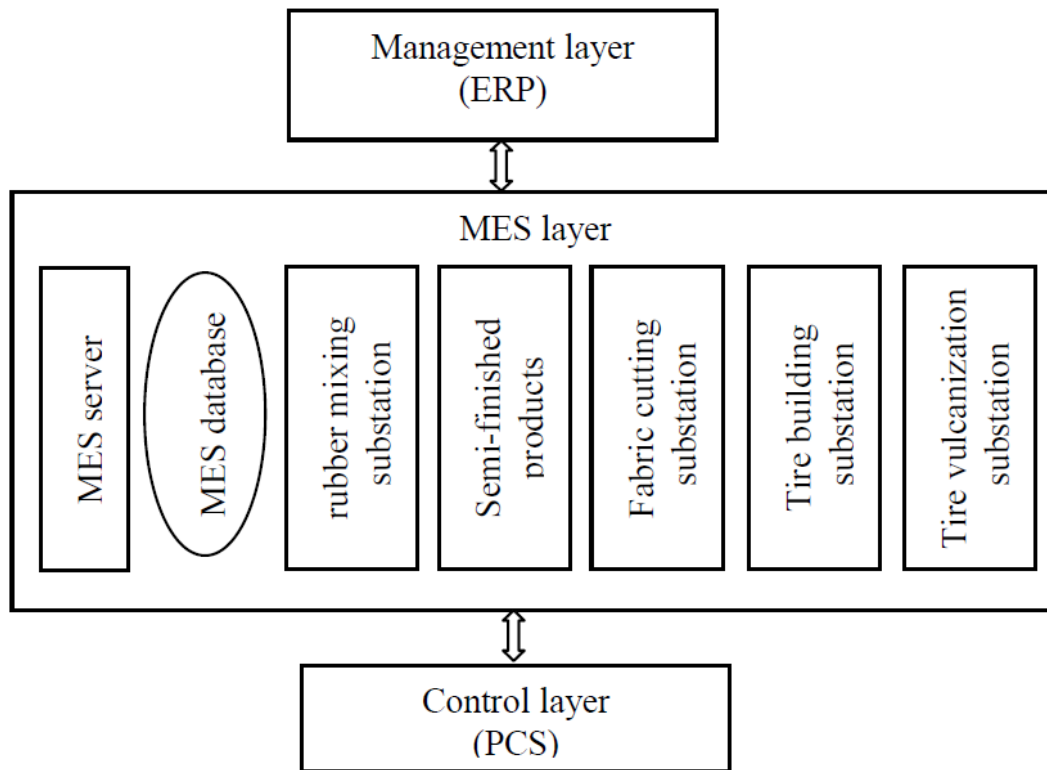 Management layer
(ERP)
MES layer
MES server
MES database
rubber mixing
substation
Semi-finished
products
Fabric cutting
substation
Tire building
substation
Tire vulcanization
substation
Control layer
(PCS)